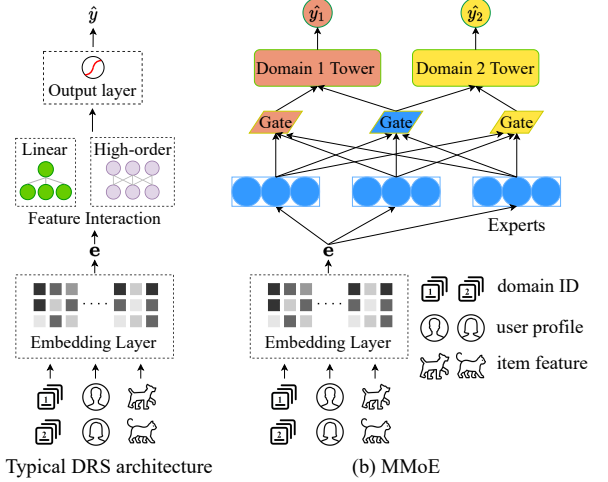 ŷ
Output layer
Linear
High-order
Feature Interaction
e
Embedding Layer
1
2
Typical DRS architecture
ŷ₁
ŷ₂
Domain 1 Tower
Domain 2 Tower
Gate
Gate
Gate
Experts
e
Embedding Layer
1
2
(b) MMoE
1 2 domain ID
user profile
item feature